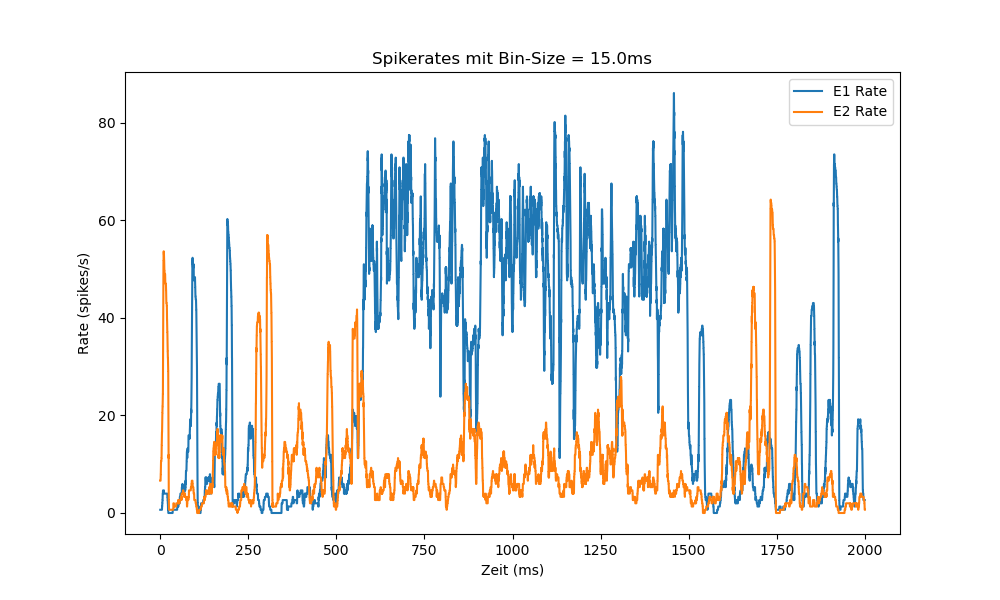 Spikerates mit Bin-Size = 15.0ms
E1 Rate
E2 Rate
80
60
40
20
0
Rate (spikes/s)
0 250 500 750 1000 1250 1500 1750 2000
Zeit (ms)